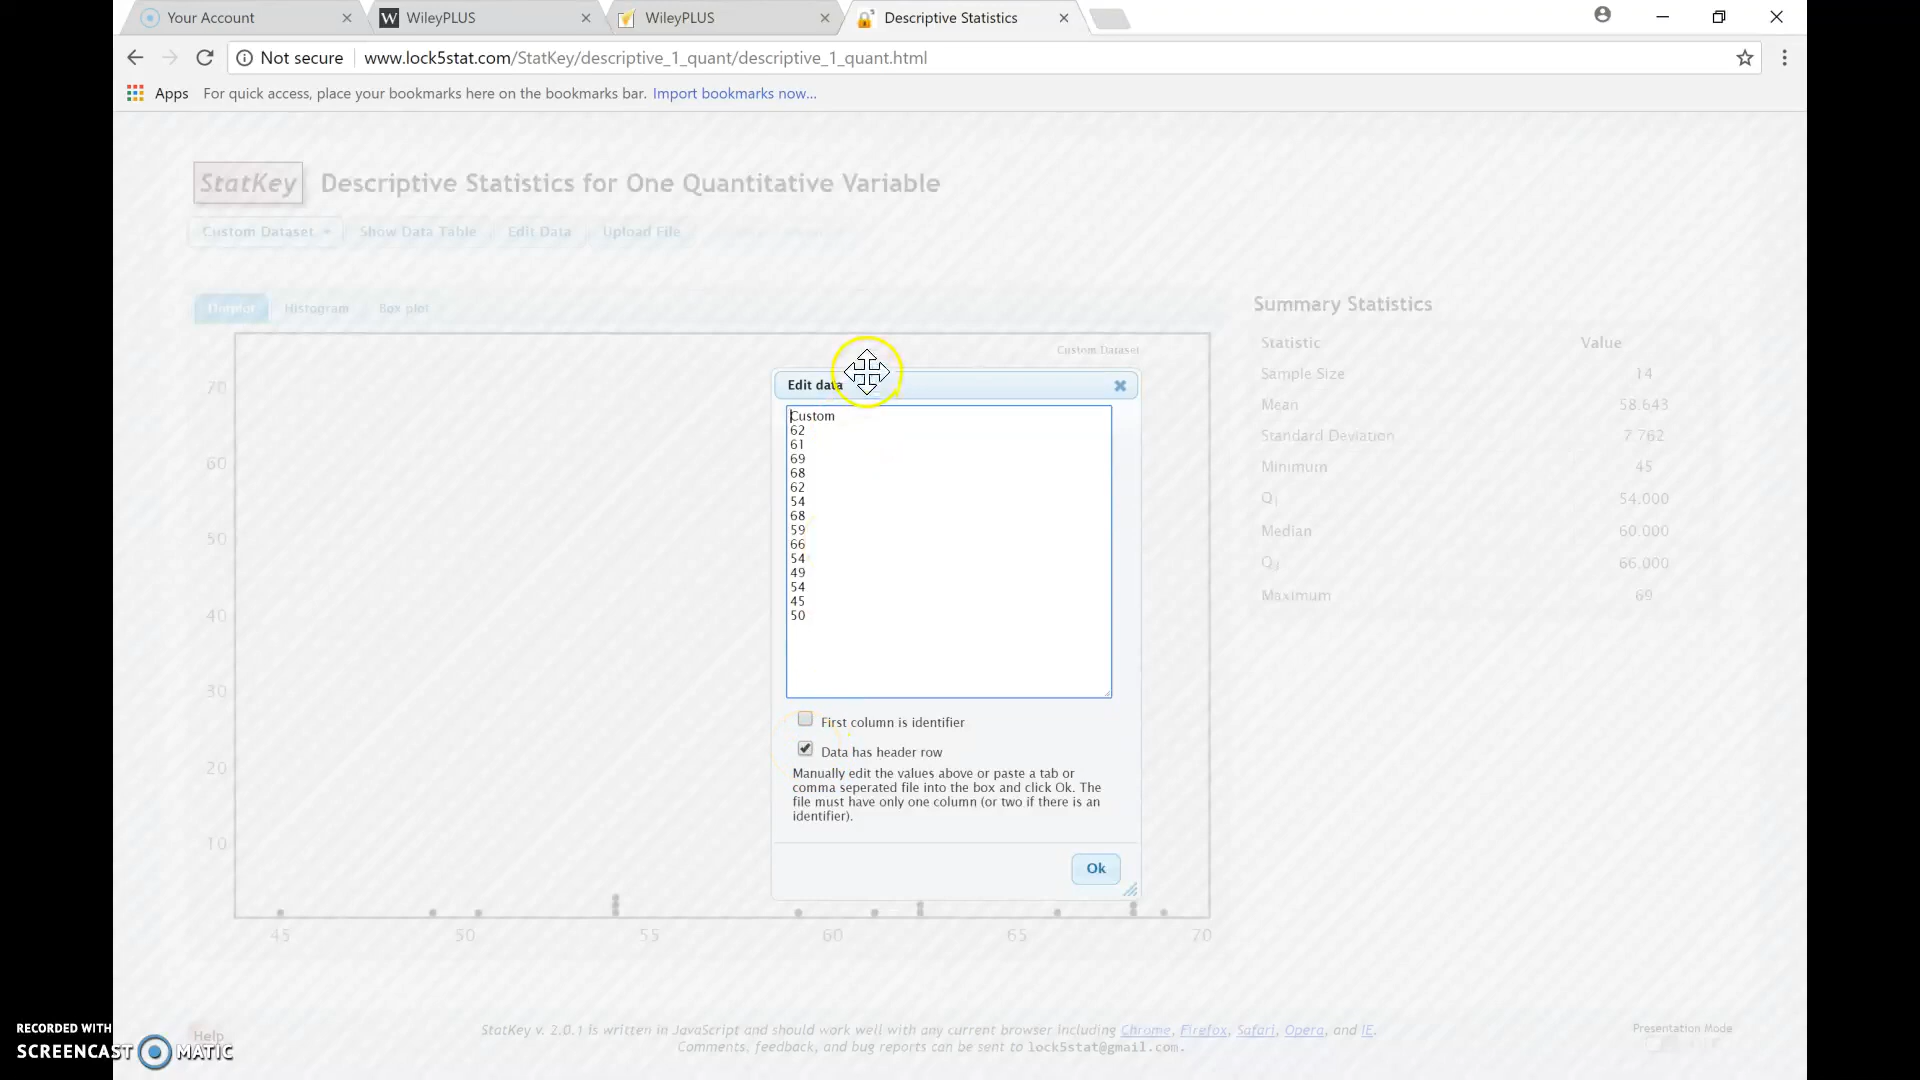 Your Account
WileyPLUS
WileyPLUS
Descriptive Statistics
Not secure
www.lock5stat.com/StatKey/descriptive_1_quant/descriptive_1_quant.html
Apps
For quick access, place your bookmarks here on the bookmarks bar. Import bookmarks now...
StatKey
Descriptive Statistics for One Quantitative Variable
Custom Dataset
Show Data Table
Edit Data
Upload File
Dotplot
Histogram
Box plot
Summary Statistics
Statistic Value
Sample Size 14
Mean 58.643
Standard Deviation 7.762
Minimum 45
Q1 54.000
Median 60.000
Q3 66.000
Maximum 69
Custom Dataset
70
60
50
40
30
20
10
45 50 55 60 65 70
Edit data
Custom
62
61
69
68
62
54
68
59
66
54
49
54
45
50
First column is identifier
Data has header row
Manually edit the values above or paste a tab or
comma seperated file into the box and click Ok. The
file must have only one column (or two if there is an
identifier).
Ok
Help
StatKey v. 2.0.1 is written in JavaScript and should work well with any current browser including Chrome, Firefox, Safari, Opera, and IE.
Comments, feedback, and bug reports can be sent to lock5stat@gmail.com.
Presentation Mode
RECORDED WITH
SCREENCAST MATIC